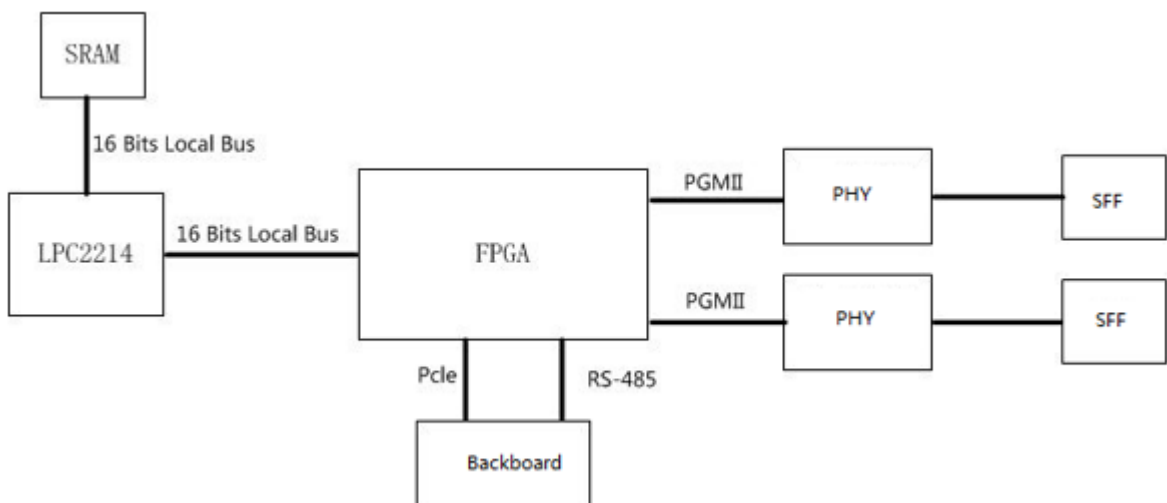 SRAM
16 Bits Local Bus
LPC2214
16 Bits Local Bus
FPGA
PGMII
PHY
SFF
PGMII
PHY
SFF
Pcle
RS-485
Backboard